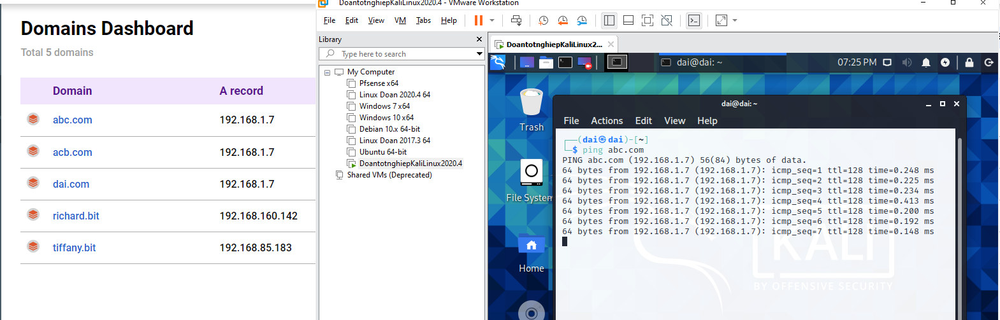 Domains Dashboard
Total 5 domains
Domain A record
abc.com 192.168.1.7
acb.com 192.168.1.7
dai.com 192.168.1.7
richard.bit 192.168.160.142
tiffany.bit 192.168.85.183
DoantotnghiepKaliLinux2020.4 - VMware Workstation
File Edit View VM Tabs Help
Library
Type here to search
My Computer
Pfsense x64
Linux Doan 2020.4 64
Windows 7 x64
Windows 10 x64
Debian 10.x 64-bit
Linux Doan 2017.3 64
Ubuntu 64-bit
DoantotnghiepKaliLinux2020.4
Shared VMs (Deprecated)
DoantotnghiepKaliLinux2...
dai@dai: ~ 07:25 PM
Trash
File System
Home
dai@dai: ~
File Actions Edit View Help
(dai㉿dai)-[~]
$ ping abc.com
PING abc.com (192.168.1.7) 56(84) bytes of data.
64 bytes from 192.168.1.7 (192.168.1.7): icmp_seq=1 ttl=128 time=0.248 ms
64 bytes from 192.168.1.7 (192.168.1.7): icmp_seq=2 ttl=128 time=0.225 ms
64 bytes from 192.168.1.7 (192.168.1.7): icmp_seq=3 ttl=128 time=0.234 ms
64 bytes from 192.168.1.7 (192.168.1.7): icmp_seq=4 ttl=128 time=0.413 ms
64 bytes from 192.168.1.7 (192.168.1.7): icmp_seq=5 ttl=128 time=0.200 ms
64 bytes from 192.168.1.7 (192.168.1.7): icmp_seq=6 ttl=128 time=0.192 ms
64 bytes from 192.168.1.7 (192.168.1.7): icmp_seq=7 ttl=128 time=0.148 ms
KALI
BY OFFENSIVE SECURITY